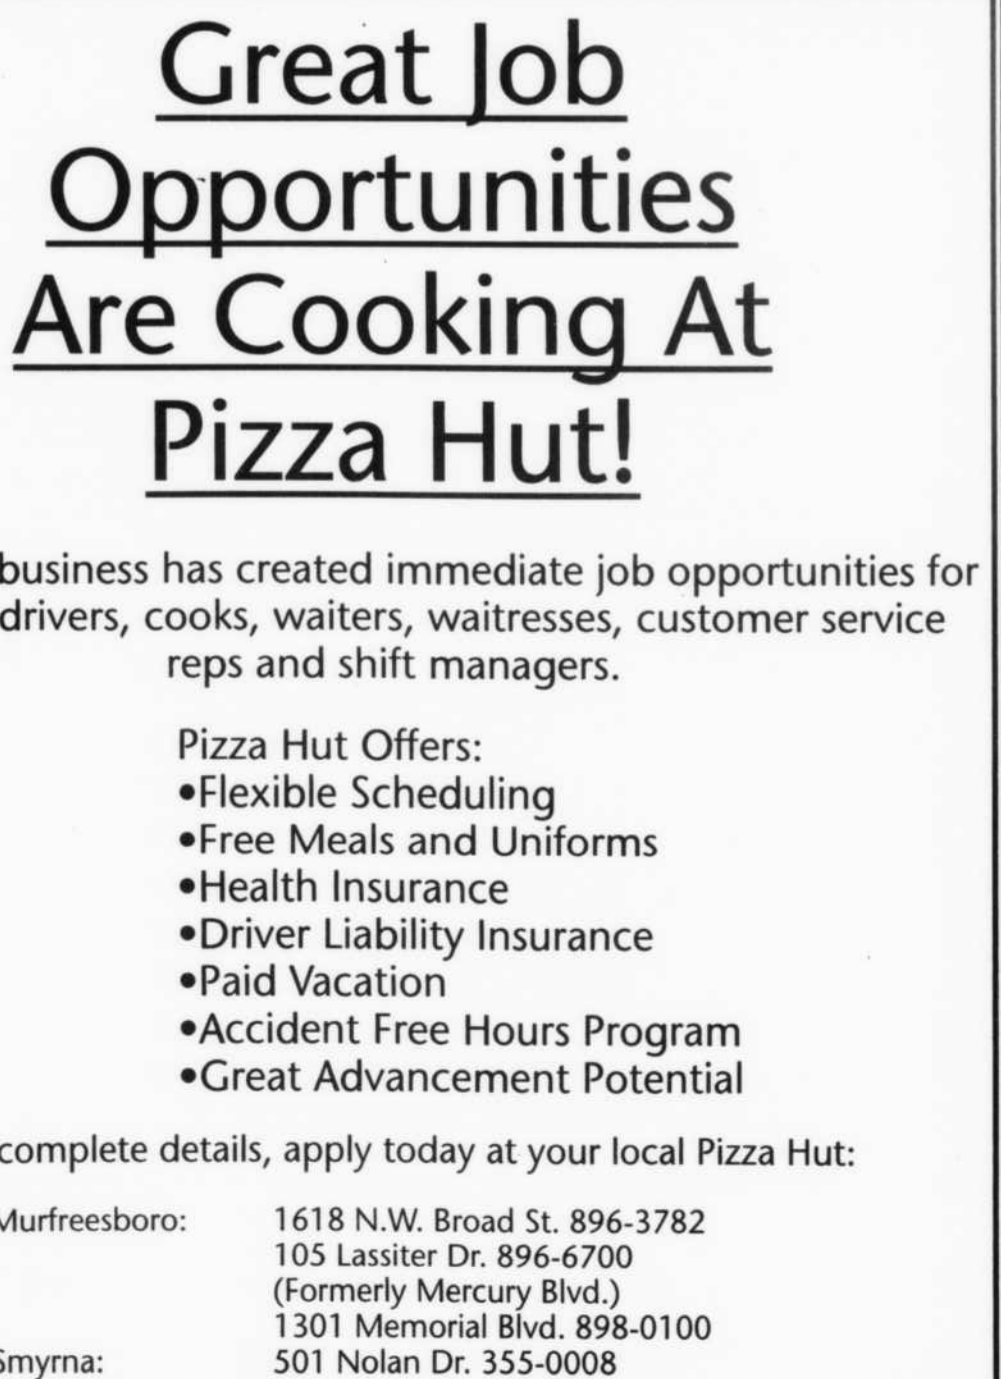 Great Job
Opportunities
Are Cooking At
Pizza Hut!
business has created immediate job opportunities for
drivers, cooks, waiters, waitresses, customer service
reps and shift managers.
Pizza Hut Offers:
•Flexible Scheduling
•Free Meals and Uniforms
•Health Insurance
•Driver Liability Insurance
•Paid Vacation
•Accident Free Hours Program
•Great Advancement Potential
complete details, apply today at your local Pizza Hut:
Murfreesboro: 1618 N.W. Broad St. 896-3782
105 Lassiter Dr. 896-6700
(Formerly Mercury Blvd.)
1301 Memorial Blvd. 898-0100
Smyrna: 501 Nolan Dr. 355-0008